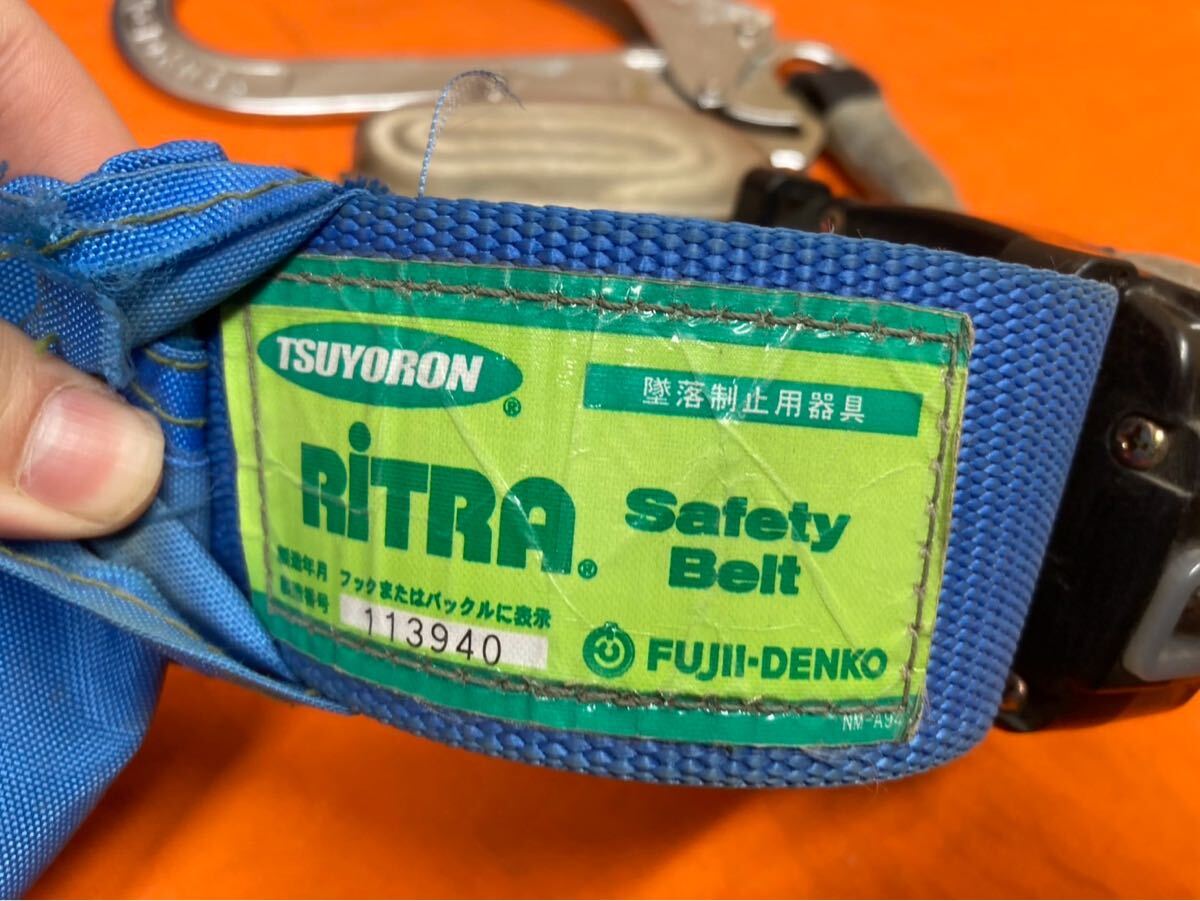 TSUYORON®
墜落制止用器具
RiTRA®
Safety
Belt
製造年月 フックまたはバックルに表示
製造番号 113940
FUJII-DENKO